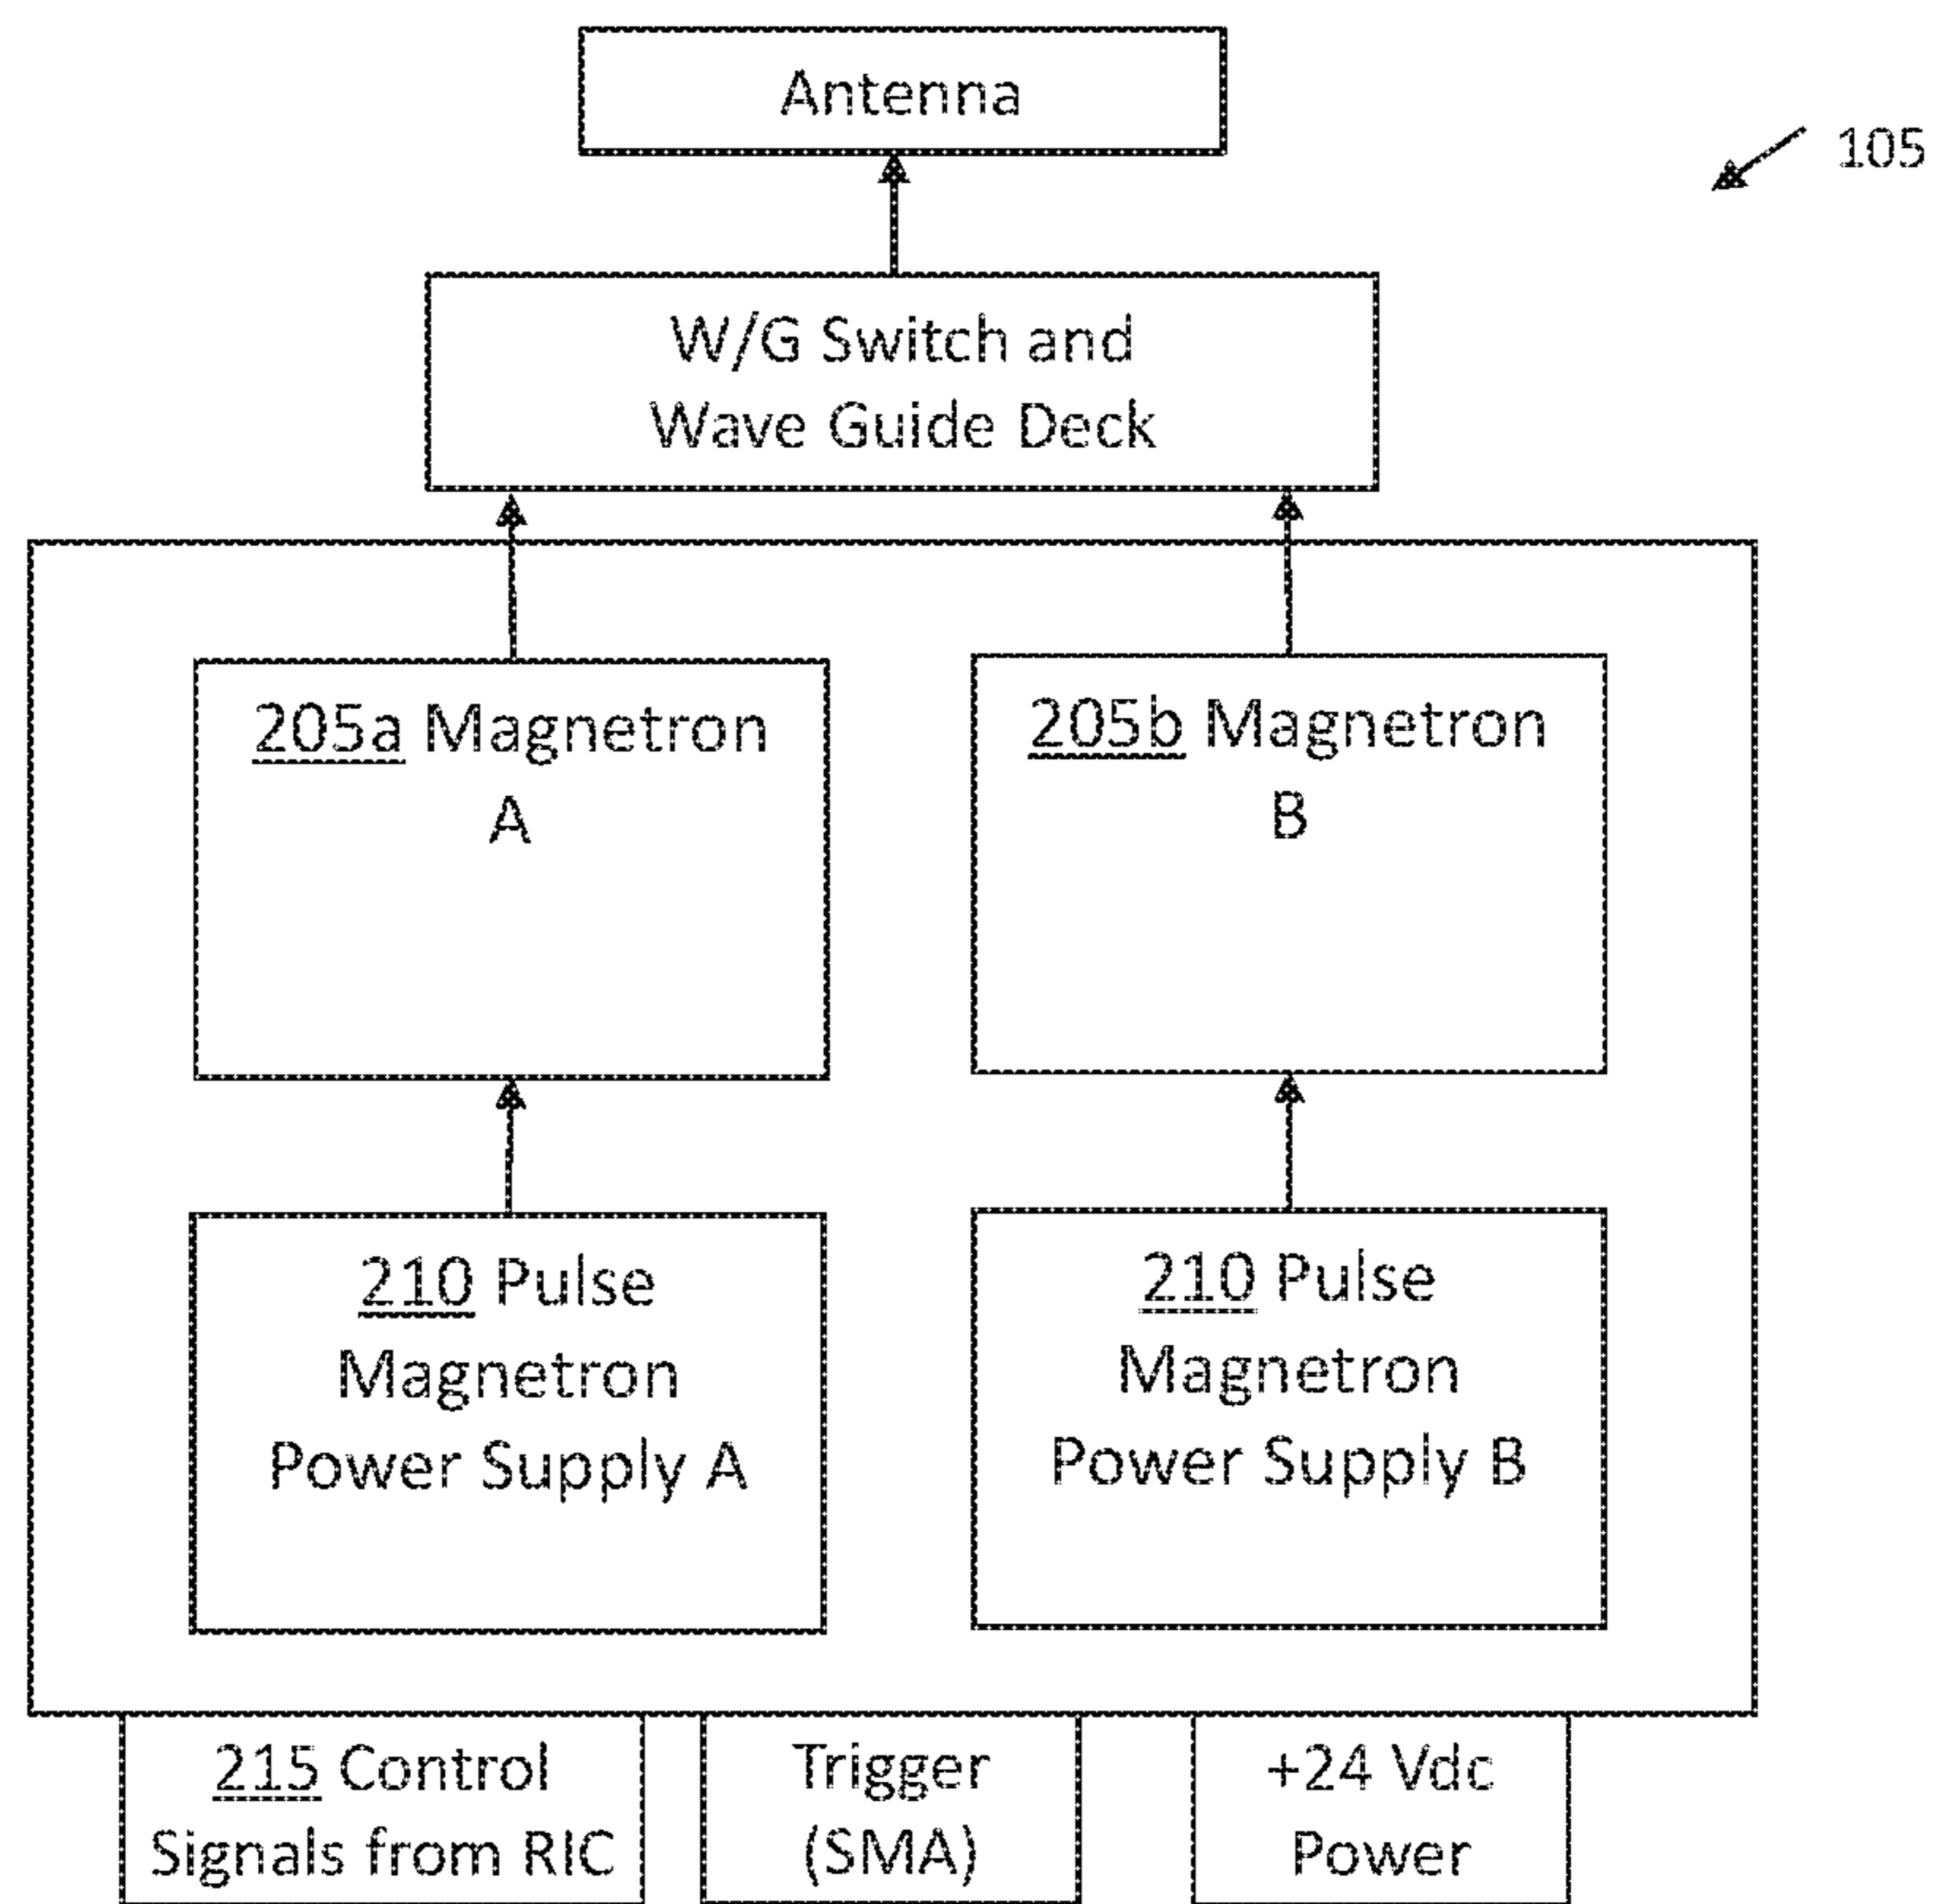 Antenna
105
W/G Switch and
Wave Guide Deck
205a Magnetron
A
205b Magnetron
B
210 Pulse
Magnetron
Power Supply A
210 Pulse
Magnetron
Power Supply B
215 Control
Signals from RIC
Trigger
(SMA)
+24 Vdc
Power